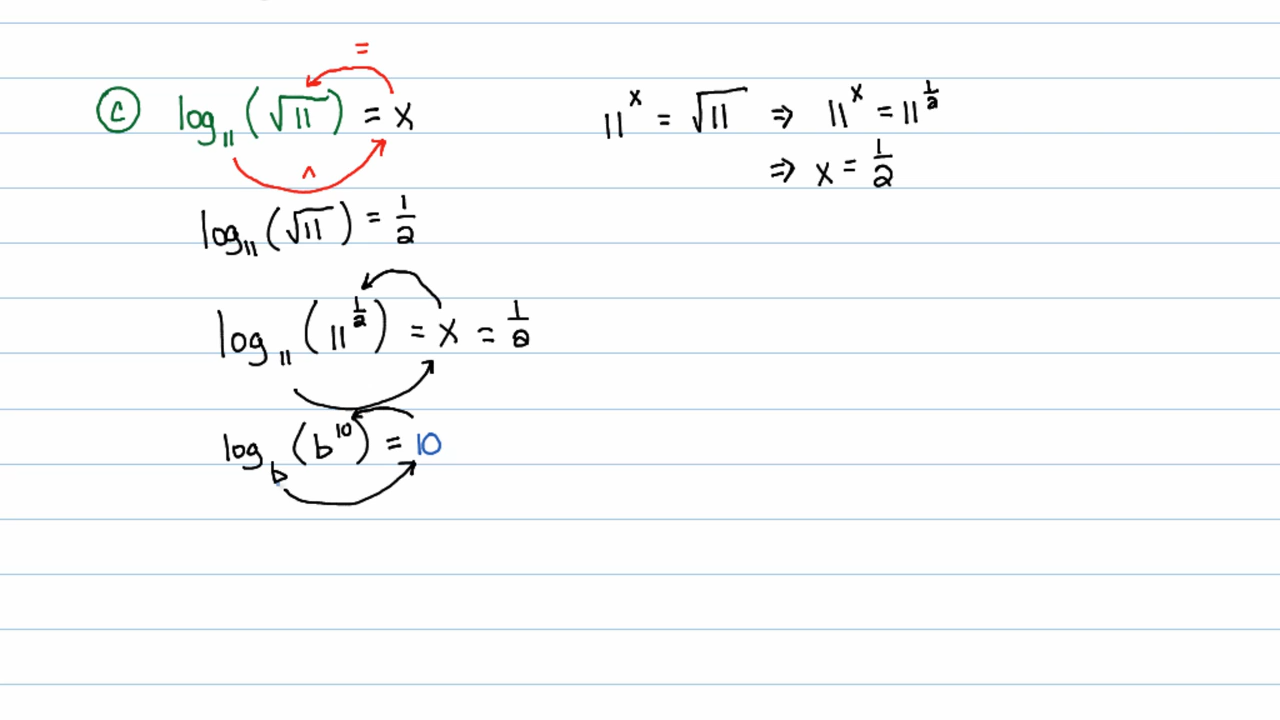 =
Ⓒ log₁₁(√11) = x
^
11^x = √11 ⇒ 11^x = 11^(1/2)
⇒ x = 1/2
log₁₁(√11) = 1/2
log₁₁(11^(1/2)) = x = 1/2
log_b(b^10) = 10